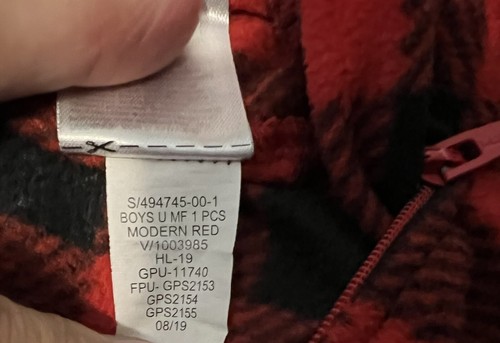 S/494745-00-1
BOYS U MF 1 PCS
MODERN RED
V/1003985
HL-19
GPU-11740
FPU- GPS2153
GPS2154
GPS2155
08/19